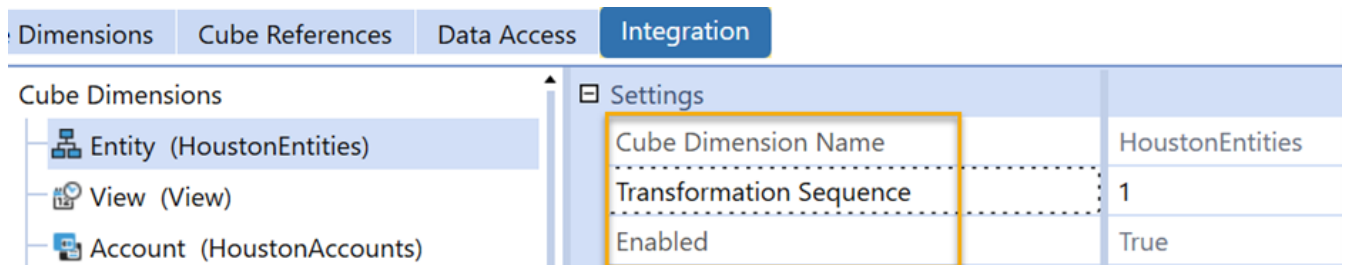 Dimensions Cube References Data Access Integration
Cube Dimensions Settings
Entity (HoustonEntities) Cube Dimension Name HoustonEntities
View (View) Transformation Sequence 1
Account (HoustonAccounts) Enabled True